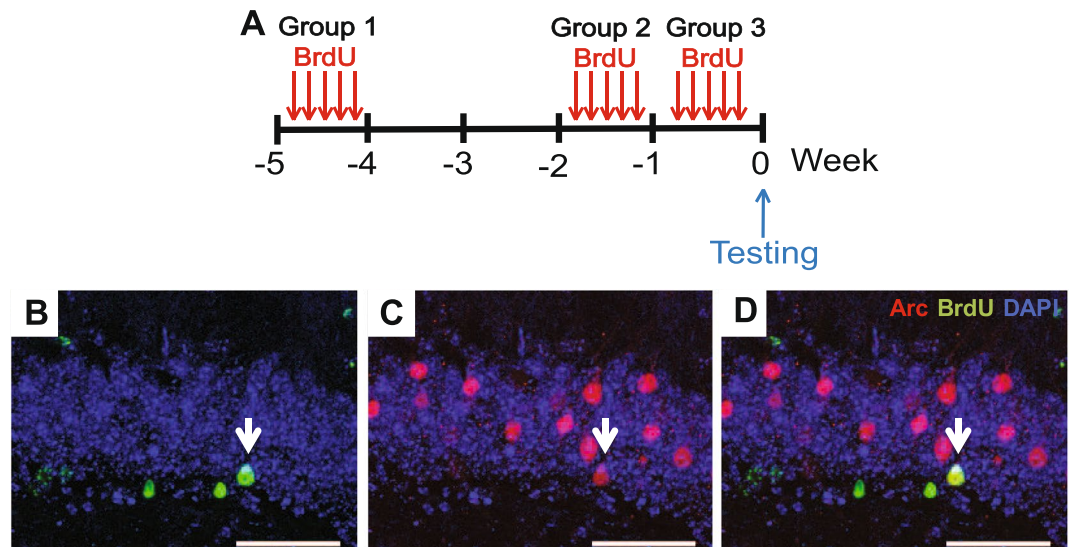 A
Group 1 Group 2 Group 3
BrdU BrdU BrdU
-5 -4 -3 -2 -1 0 Week
Testing
B C D Arc BrdU DAPI